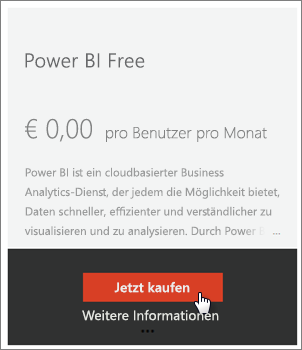 Power BI Free
€ 0,00 pro Benutzer pro Monat
Power BI ist ein cloudbasierter Business
Analytics-Dienst, der jedem die Möglichkeit bietet,
Daten schneller, effizienter und verständlicher zu
visualisieren und zu analysieren. Durch Power B ...
Jetzt kaufen
Weitere Informationen
...